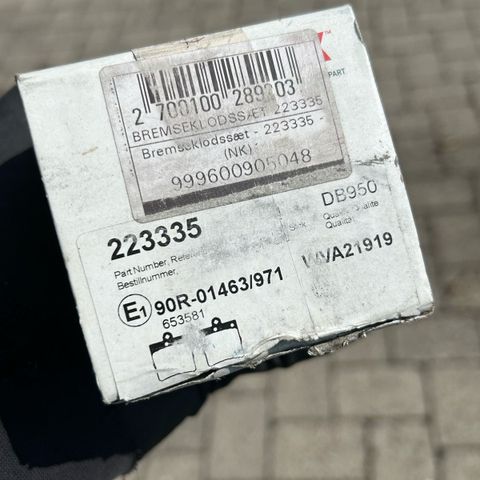 PART
2 700100 289303
BREMSEKLODSSÆT 223335
Bremseklodssæt - 223335 -
(NK)
999600905048
223335
DB950
Part Number,
Bestillnummer,
WVA21919
E1 90R-01463/971
653581